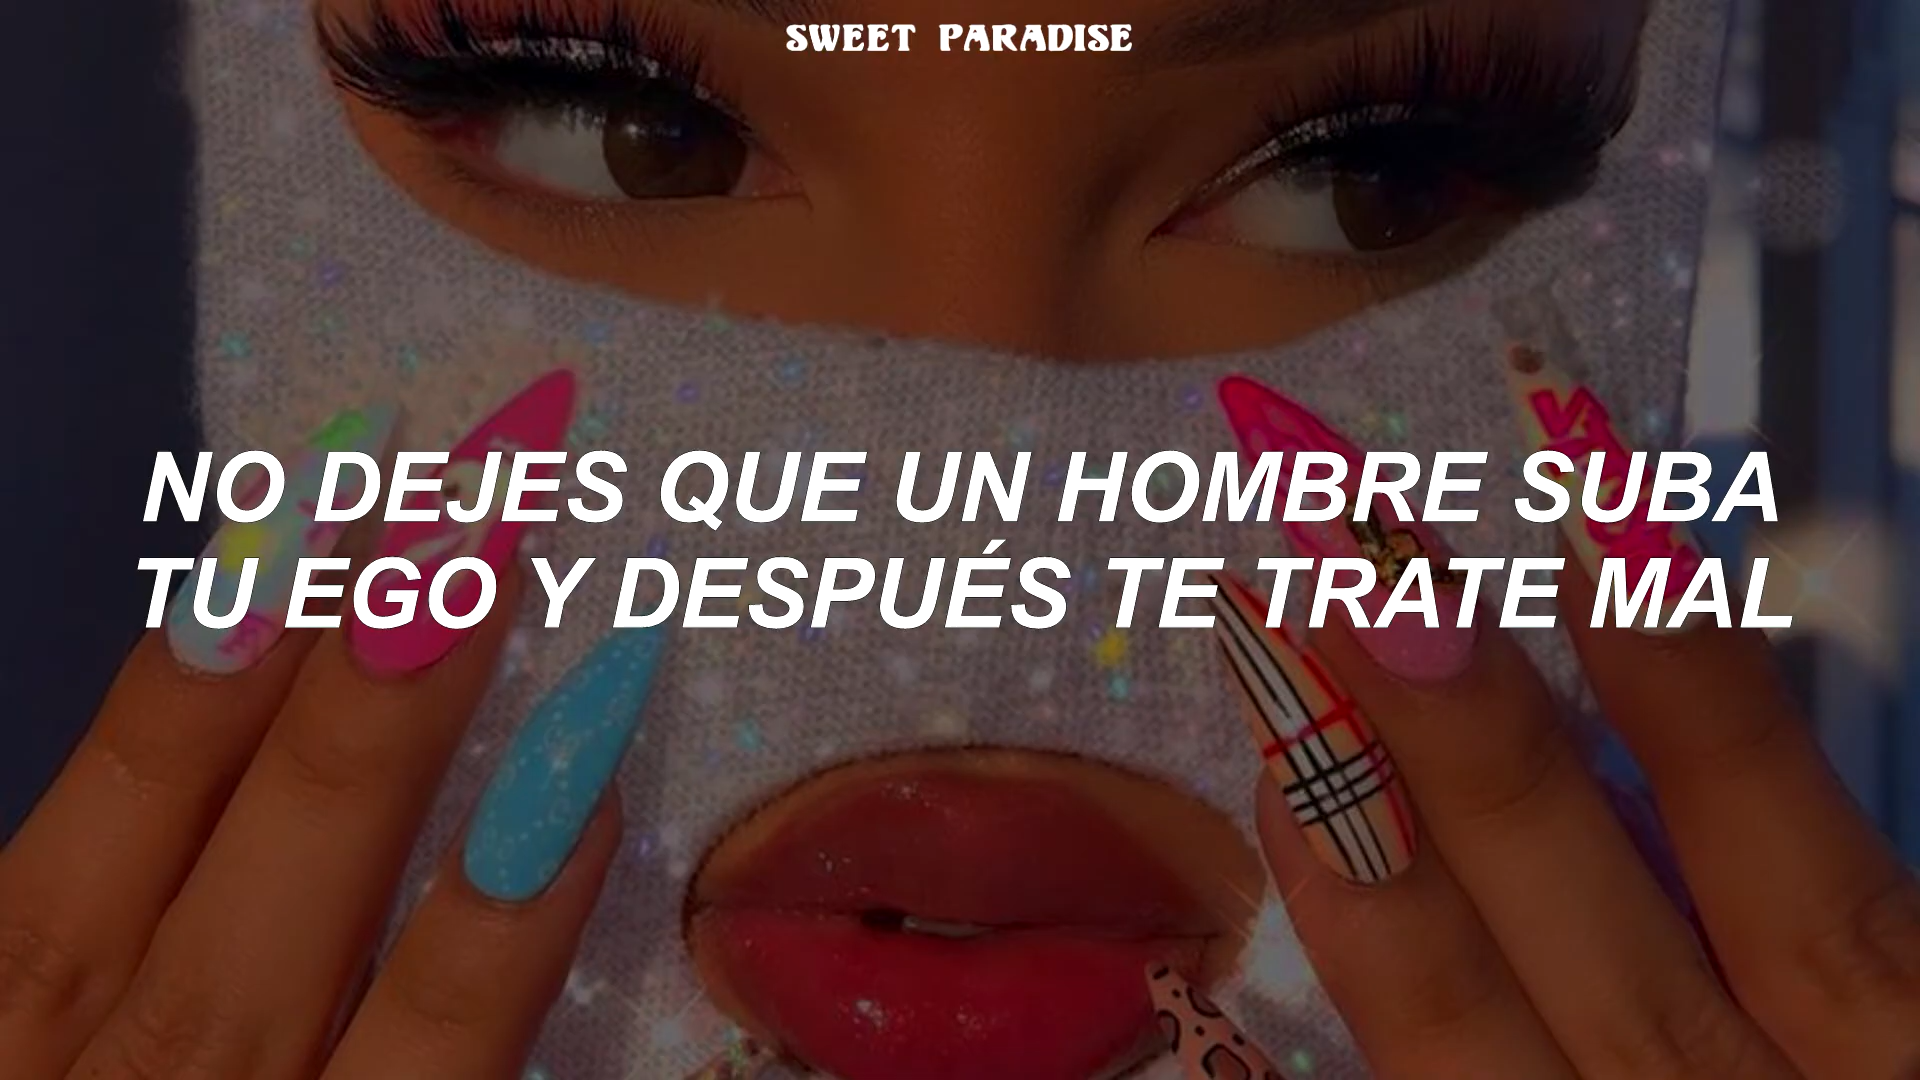 SWEET PARADISE
NO DEJES QUE UN HOMBRE SUBA
TU EGO Y DESPUÉS TE TRATE MAL